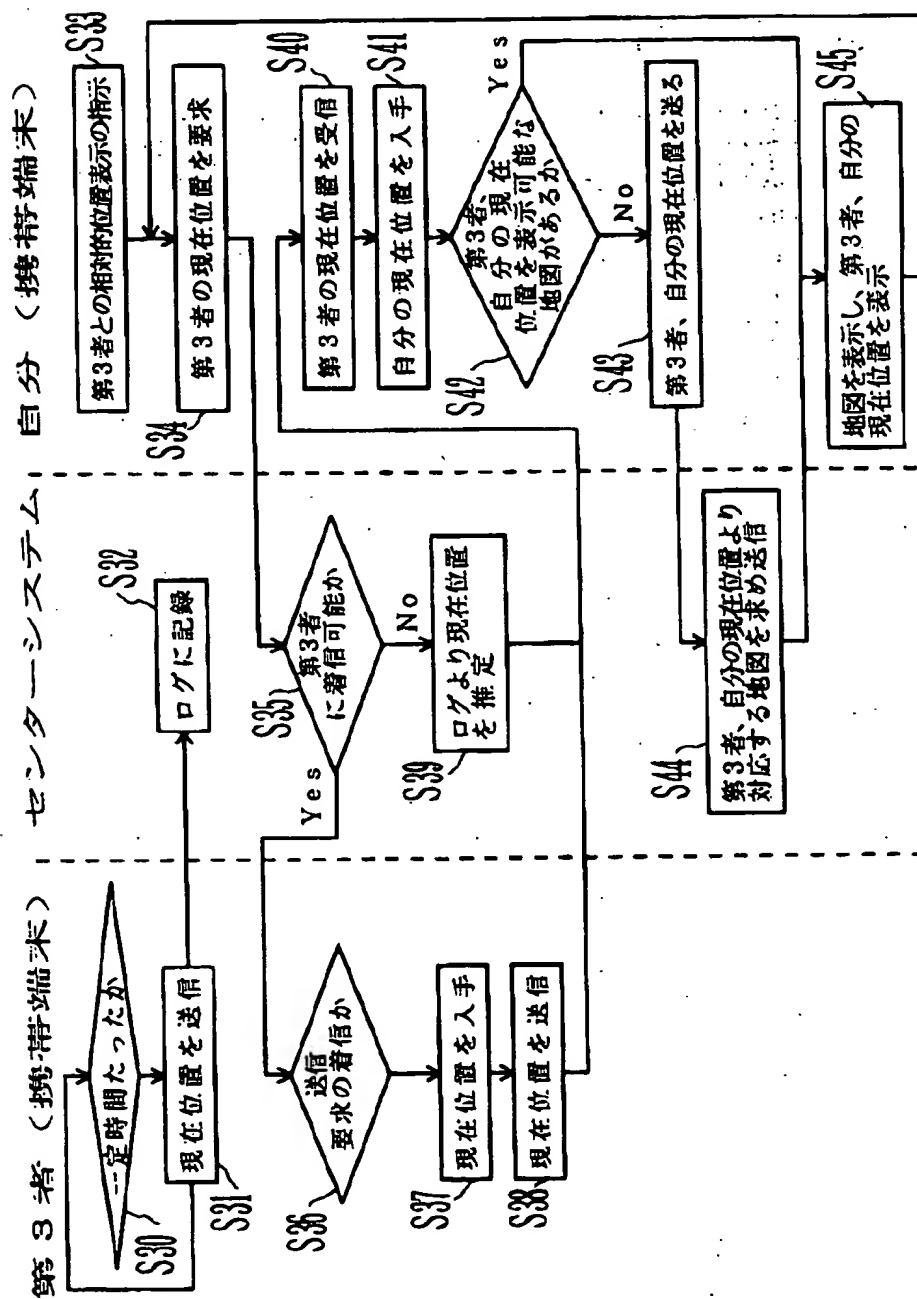 第3者（携帯端末）
センターシステム
自分（携帯端末）
一定時間たったか
S30
現在位置を送信
S31
ログに記録
S32
第3者との相対的位置表示の指示
S33
第3者の現在位置を要求
S34
第3者
に着信可能か
S35
Yes
No
送信
要求の着信か
S36
現在位置を入手
S37
現在位置を送信
S38
ログより現在位置
を推定
S39
第3者の現在位置を受信
S40
自分の現在位置を入手
S41
第3者、
自分の現在
位置を表示可能な
地図があるか
S42
Yes
No
第3者、自分の現在位置を送る
S43
第3者、自分の現在位置より
対応する地図を求め送信
S44
地図を表示し、第3者、自分の
現在位置を表示
S45